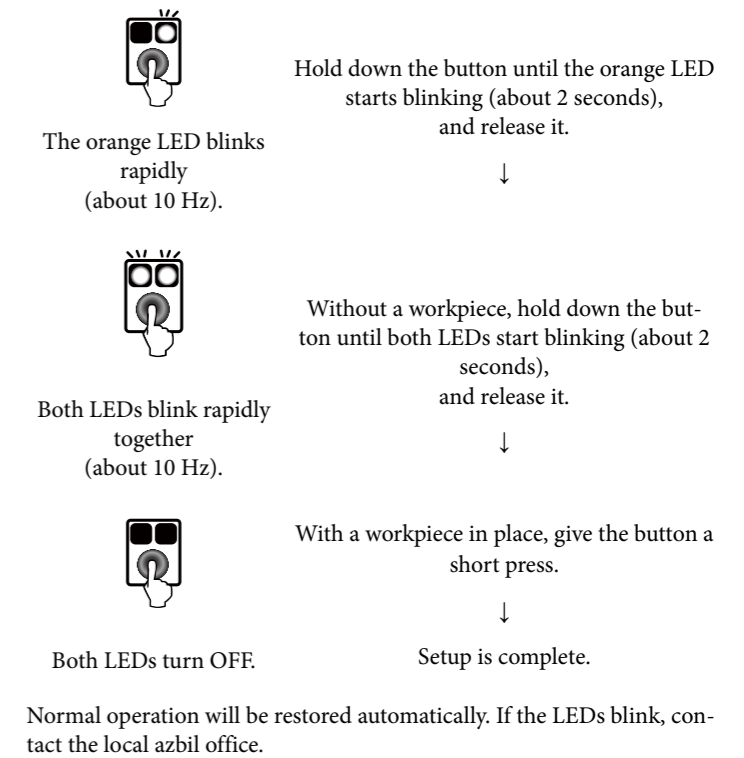 The orange LED blinks
rapidly
(about 10 Hz).
Hold down the button until the orange LED
starts blinking (about 2 seconds),
and release it.
↓
Both LEDs blink rapidly
together
(about 10 Hz).
Without a workpiece, hold down the but-
ton until both LEDs start blinking (about 2
seconds),
and release it.
↓
Both LEDs turn OFF.
With a workpiece in place, give the button a
short press.
↓
Setup is complete.
Normal operation will be restored automatically. If the LEDs blink, con-
tact the local azbil office.